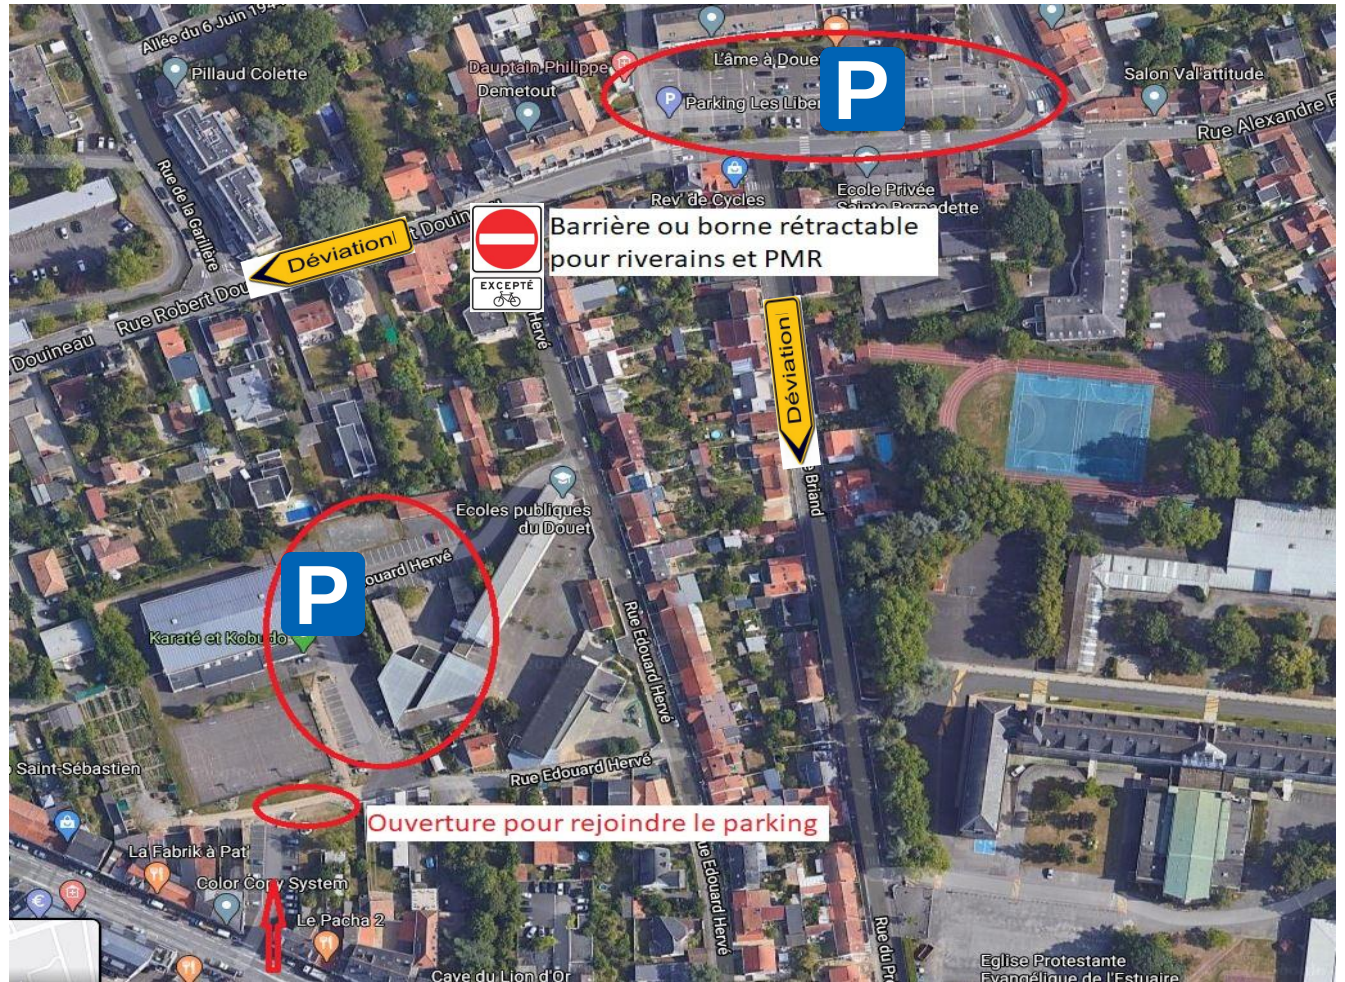 Allée du 6 Juin 194
Pillaud Colette
Dauptain Philippe
Demetout
L'âme à Doue
P
P
Parking Les Liber
Salon Val'attitude
Rue Alexandre F
Rue de la Garillère
Rev' de Cycles
Ecole Privée
Sainte Bernadette
t Douin
Déviation
Barrière ou borne rétractable
pour riverains et PMR
EXCEPTÉ
Rue Robert Dou
Douineau
Hervé
Déviation
e Briand
Ecoles publiques
du Douet
P
ouard Hervé
Karaté et Kobudo
Rue Edouard Hervé
Rue Edouard Hervé
Saint-Sébastien
Ouverture pour rejoindre le parking
La Fabrik à Pat'
Color Copy System
ue Edouard Hervé
€
Le Pacha 2
Rue du Pr
Cave du Lion d'Or
Eglise Protestante
Evangélique de l'Estuaire